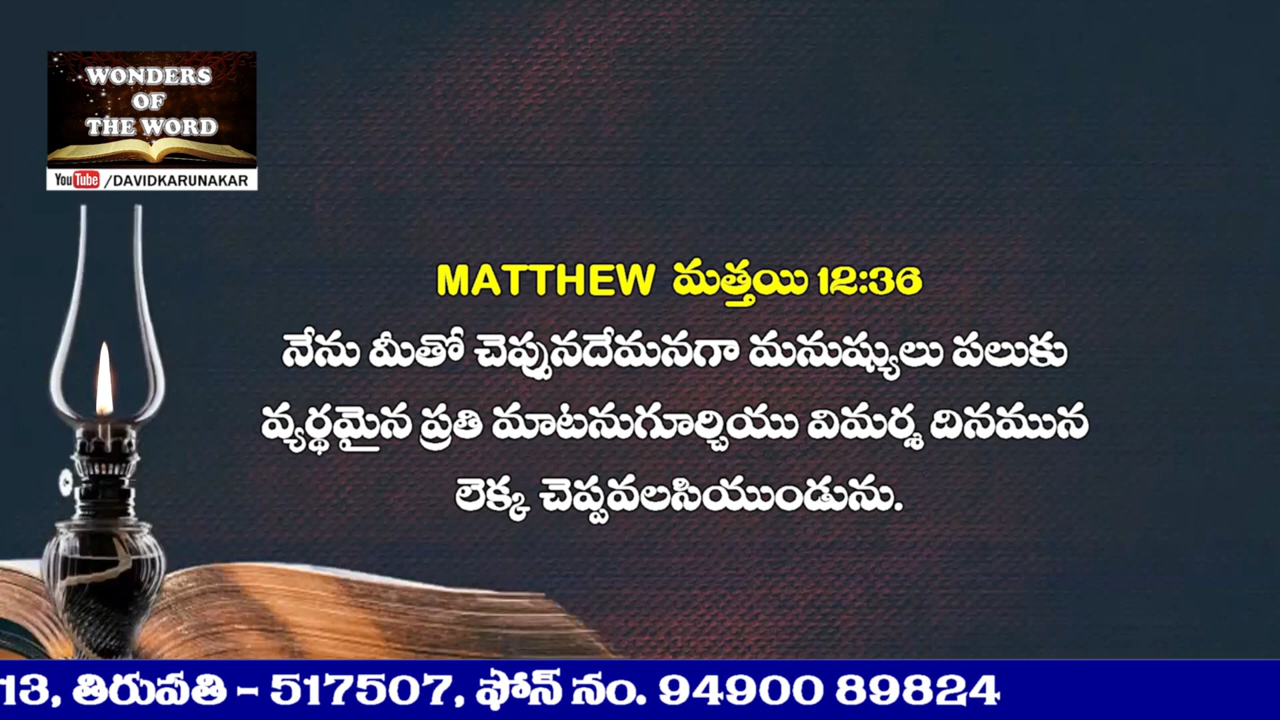 WONDERS
OF
THE WORD
YouTube /DAVIDKARUNAKAR
MATTHEW మత్తయి 12:36
నేను మీతో చెప్పునదేమనగా మనుష్యులు పలుకు
వ్యర్థమైన ప్రతి మాటనుగూర్చియు విమర్శ దినమున
లెక్క చెప్పవలసియుండును.
13, తిరుపతి - 517507, ఫోన్ నం. 94900 89824